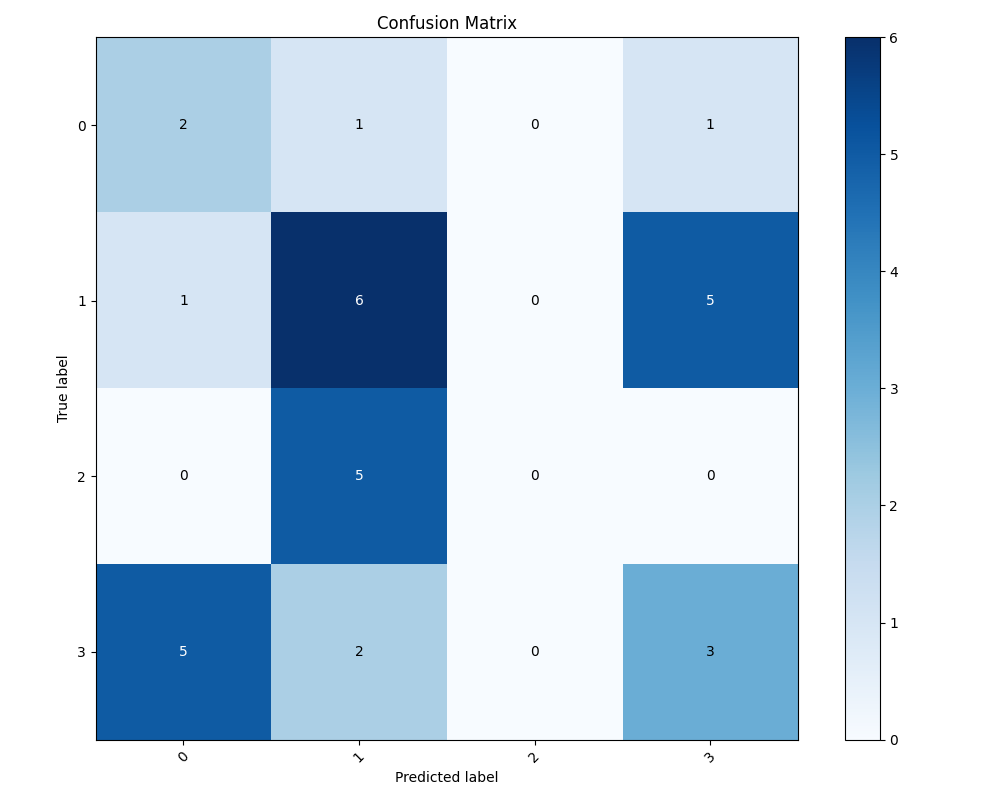 Confusion Matrix
0 2 1 0 1
1 1 6 0 5
2 0 5 0 0
3 5 2 0 3
0 1 2 3
True label
Predicted label
6
5
4
3
2
1
0